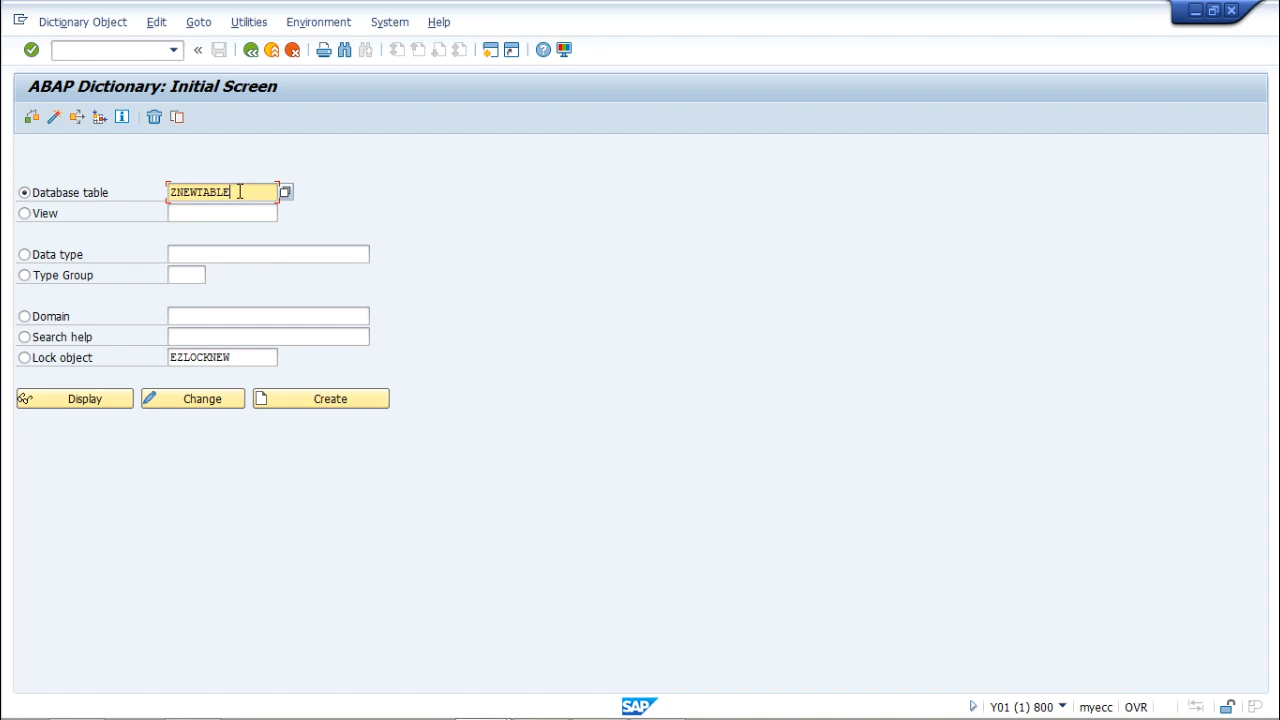 Dictionary Object Edit Goto Utilities Environment System Help
ABAP Dictionary: Initial Screen
Database table ZNEWTABLE
View
Data type
Type Group
Domain
Search help
Lock object EZLOCKNEW
Display Change Create
SAP Y01 (1) 800 myecc OVR